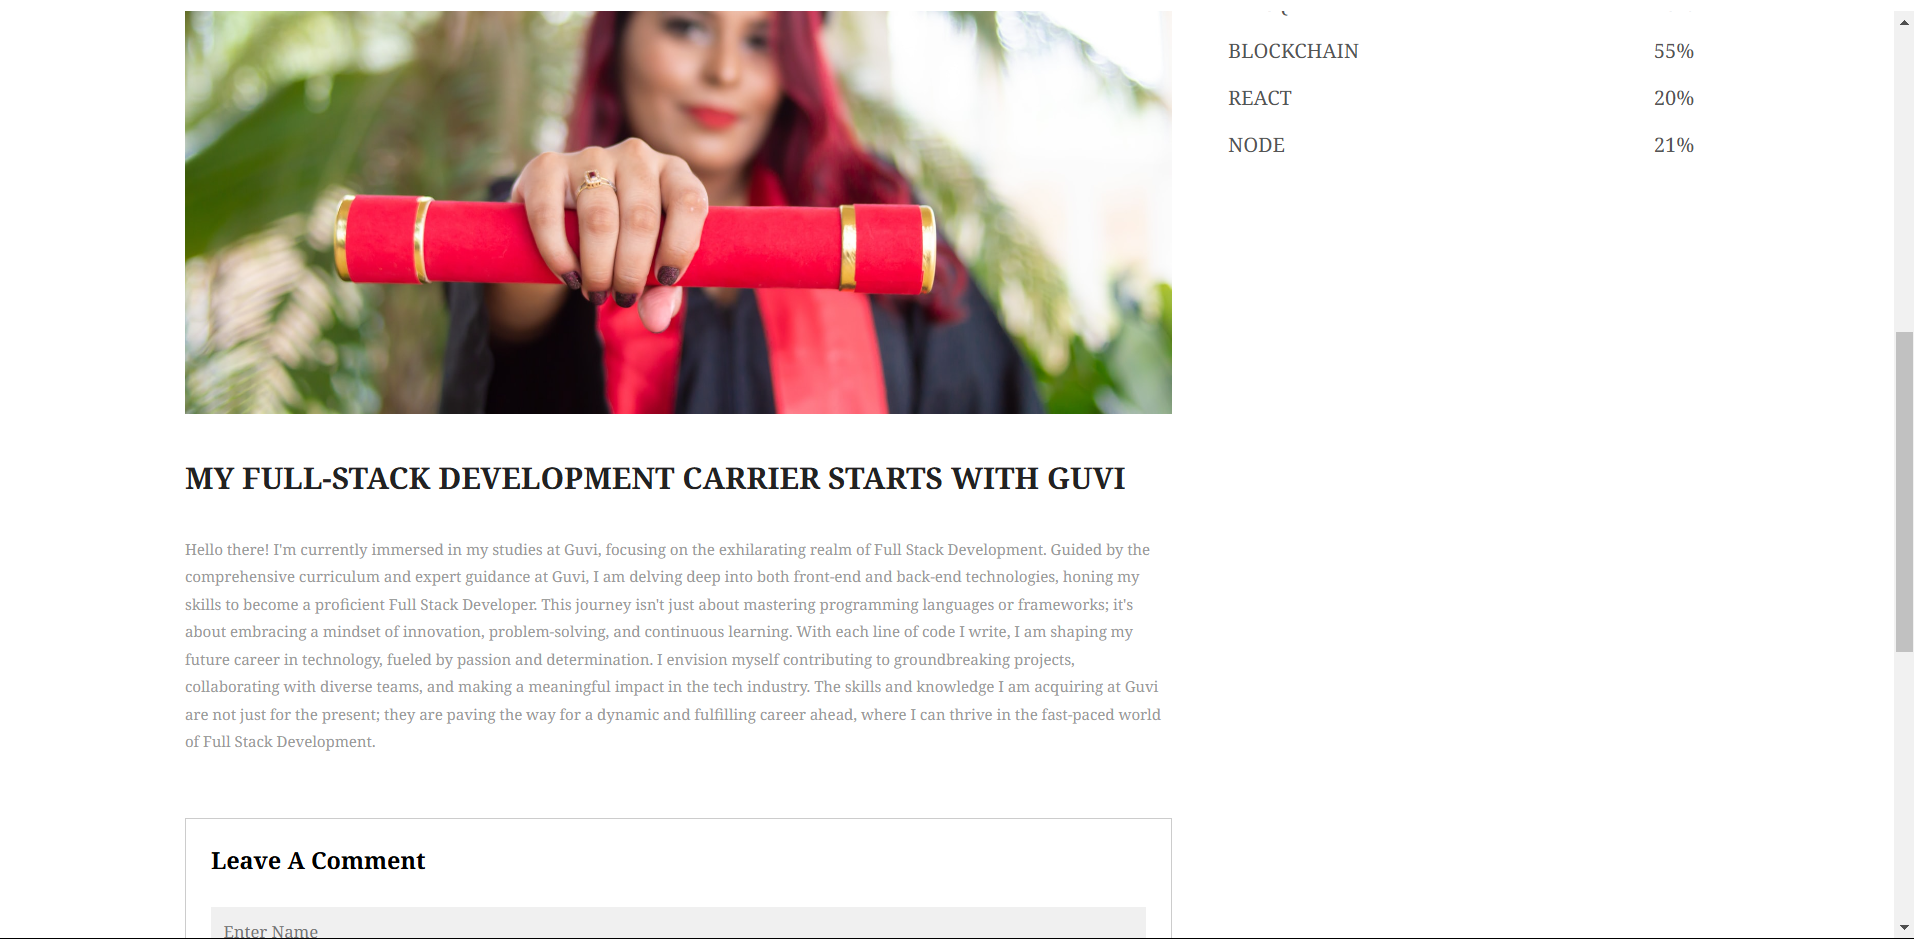 BLOCKCHAIN 55%
REACT 20%
NODE 21%
MY FULL-STACK DEVELOPMENT CARRIER STARTS WITH GUVI
Hello there! I'm currently immersed in my studies at Guvi, focusing on the exhilarating realm of Full Stack Development. Guided by the
comprehensive curriculum and expert guidance at Guvi, I am delving deep into both front-end and back-end technologies, honing my
skills to become a proficient Full Stack Developer. This journey isn't just about mastering programming languages or frameworks; it's
about embracing a mindset of innovation, problem-solving, and continuous learning. With each line of code I write, I am shaping my
future career in technology, fueled by passion and determination. I envision myself contributing to groundbreaking projects,
collaborating with diverse teams, and making a meaningful impact in the tech industry. The skills and knowledge I am acquiring at Guvi
are not just for the present; they are paving the way for a dynamic and fulfilling career ahead, where I can thrive in the fast-paced world
of Full Stack Development.
Leave A Comment
Enter Name